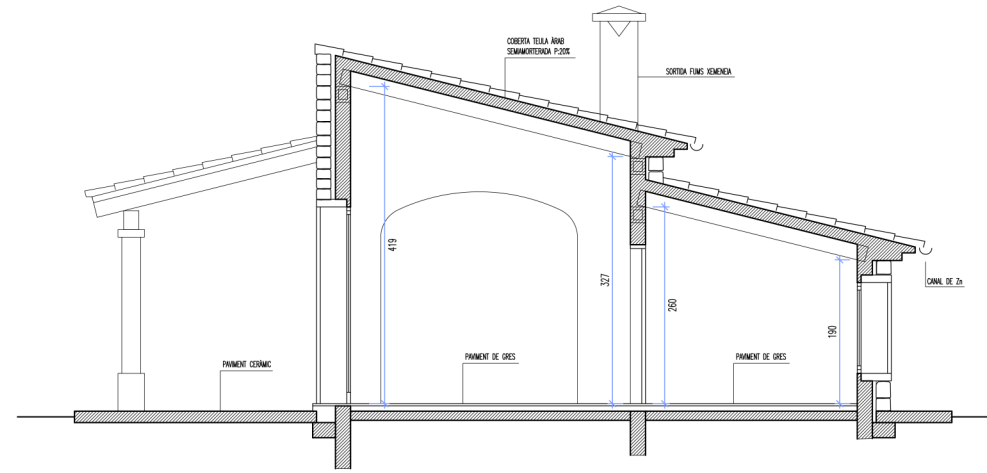 COBERTA TEULA ÀRAB
SEMIAMORTERADA P:20%
SORTIDA FUMS XEMENEIA
419
327
260
190
CANAL DE Zn
PAVIMENT CERÀMIC
PAVIMENT DE GRES
PAVIMENT DE GRES